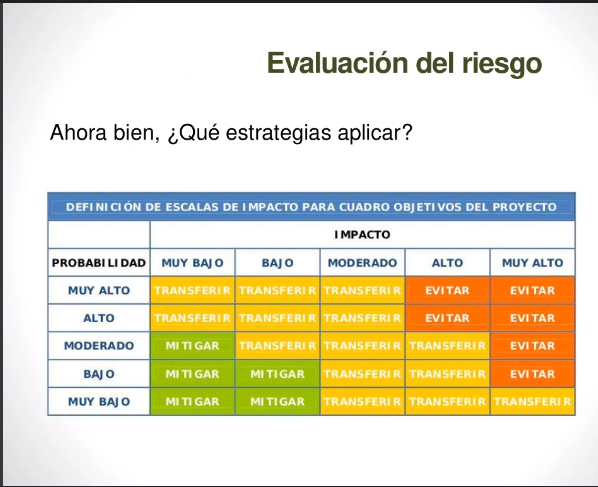 Evaluación del riesgo
Ahora bien, ¿Qué estrategias aplicar?
DEFINICIÓN DE ESCALAS DE IMPACTO PARA CUADRO OBJETIVOS DEL PROYECTO
IMPACTO
PROBABILIDAD MUY BAJO BAJO MODERADO ALTO MUY ALTO
MUY ALTO TRANSFERIR TRANSFERIR TRANSFERIR EVITAR EVITAR
ALTO TRANSFERIR TRANSFERIR TRANSFERIR EVITAR EVITAR
MODERADO MITIGAR TRANSFERIR TRANSFERIR TRANSFERIR EVITAR
BAJO MITIGAR MITIGAR TRANSFERIR TRANSFERIR EVITAR
MUY BAJO MITIGAR MITIGAR TRANSFERIR TRANSFERIR TRANSFERIR